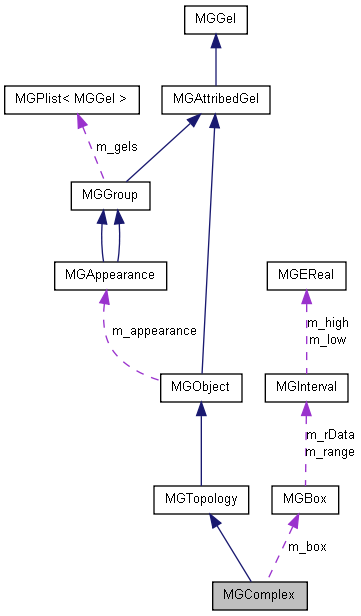 MGGel
MGPlist< MGGel >
MGAttribedGel
m_gels
MGGroup
MGAppearance
MGEReal
m_appearance
m_high
m_low
MGObject
MGInterval
m_rData
m_range
MGTopology
MGBox
m_box
MGComplex